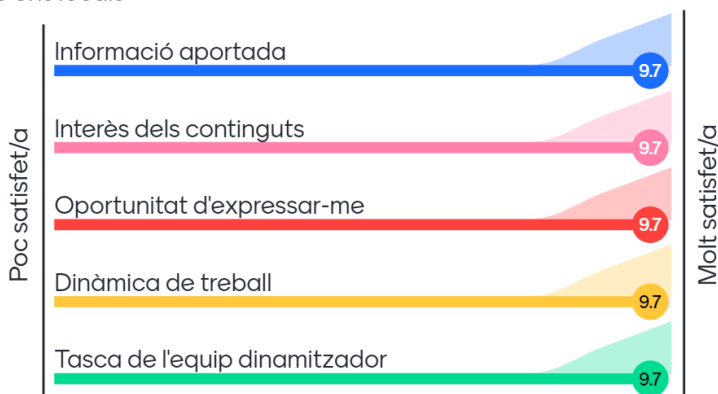 Informació aportada
9.7
Interès dels continguts
9.7
Oportunitat d'expressar-me
9.7
Dinàmica de treball
9.7
Tasca de l'equip dinamitzador
9.7
Poc satisfet/a
Molt satisfet/a